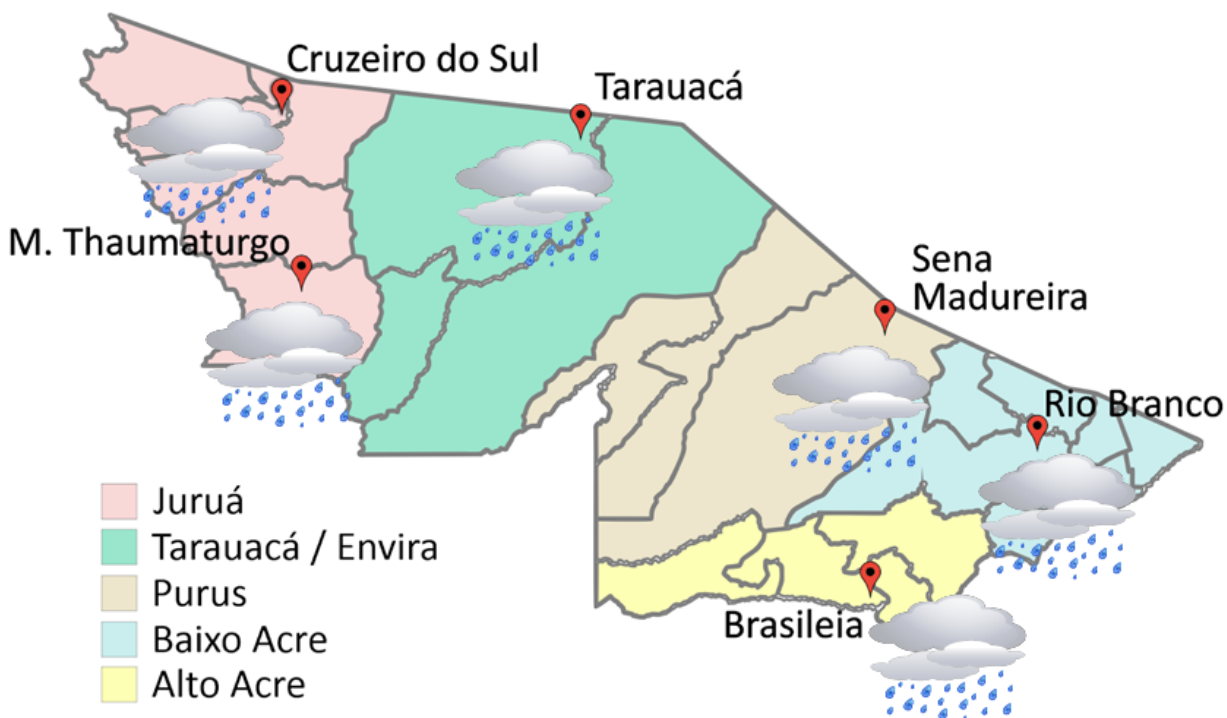 Cruzeiro do Sul
Tarauacá
M. Thaumaturgo
Sena
Madureira
Rio Branco
Brasileia
Juruá
Tarauacá / Envira
Purus
Baixo Acre
Alto Acre